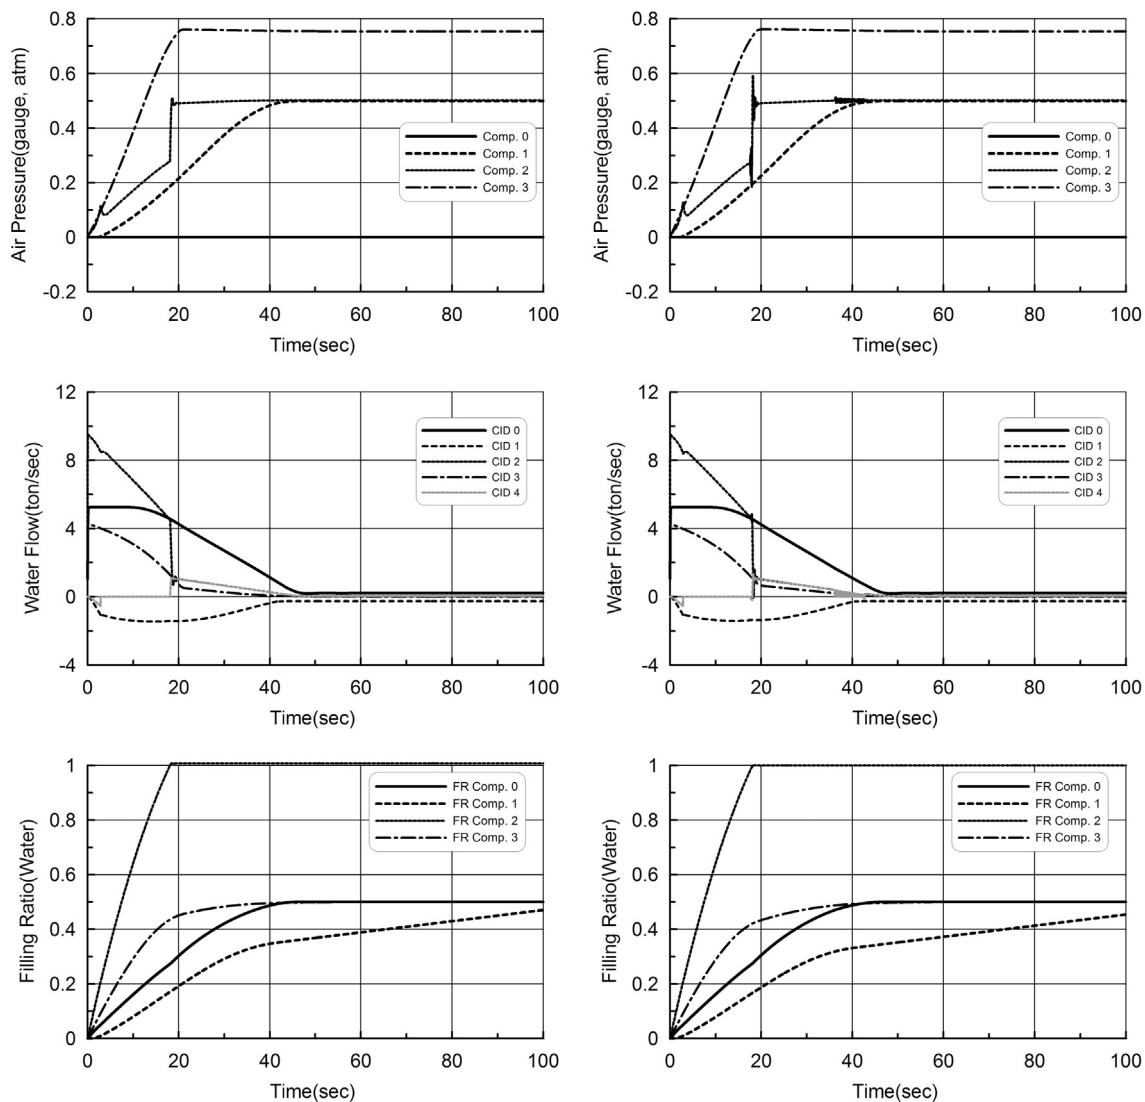 0.8
0.6
0.4
0.2
0
-0.2
Air Pressure(gauge, atm)
Comp. 0
Comp. 1
Comp. 2
Comp. 3
0 20 40 60 80 100
Time(sec)
0.8
0.6
0.4
0.2
0
-0.2
Air Pressure(gauge, atm)
Comp. 0
Comp. 1
Comp. 2
Comp. 3
0 20 40 60 80 100
Time(sec)
12
8
4
0
-4
Water Flow(ton/sec)
CID 0
CID 1
CID 2
CID 3
CID 4
0 20 40 60 80 100
Time(sec)
12
8
4
0
-4
Water Flow(ton/sec)
CID 0
CID 1
CID 2
CID 3
CID 4
0 20 40 60 80 100
Time(sec)
1
0.8
0.6
0.4
0.2
0
Filling Ratio(Water)
FR Comp. 0
FR Comp. 1
FR Comp. 2
FR Comp. 3
0 20 40 60 80 100
Time(sec)
1
0.8
0.6
0.4
0.2
0
Filling Ratio(Water)
FR Comp. 0
FR Comp. 1
FR Comp. 2
FR Comp. 3
0 20 40 60 80 100
Time(sec)